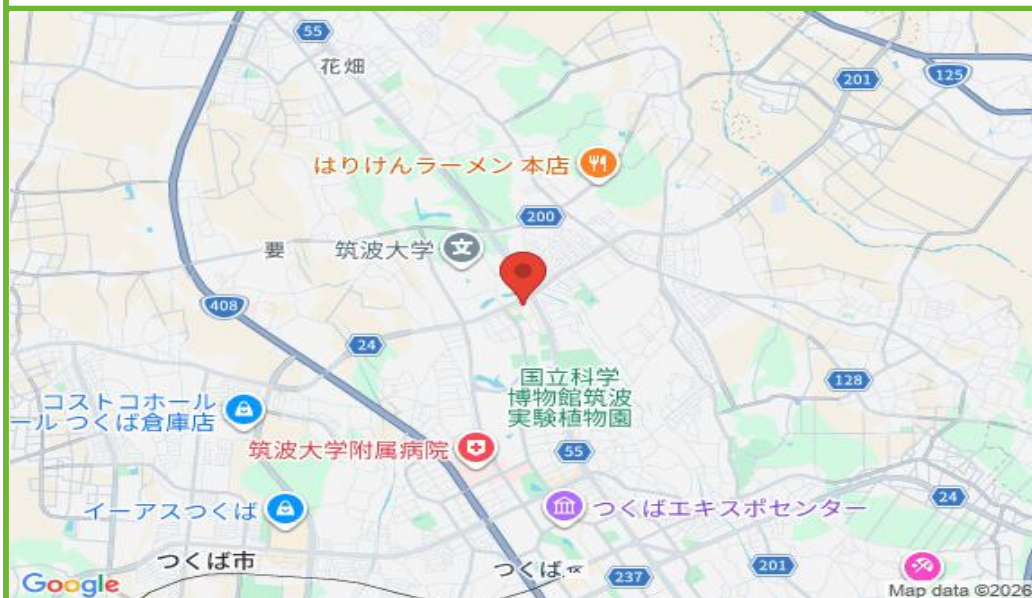 55
花畑
201
125
はりけんラーメン 本店
200
要
筑波大学
文
408
24
国立科学
博物館筑波
実験植物園
128
コストコホール
ール つくば倉庫店
筑波大学附属病院
55
イーアスつくば
つくばエキスポセンター
24
つくば市
つくば
237
201
Google
Map data ©2026